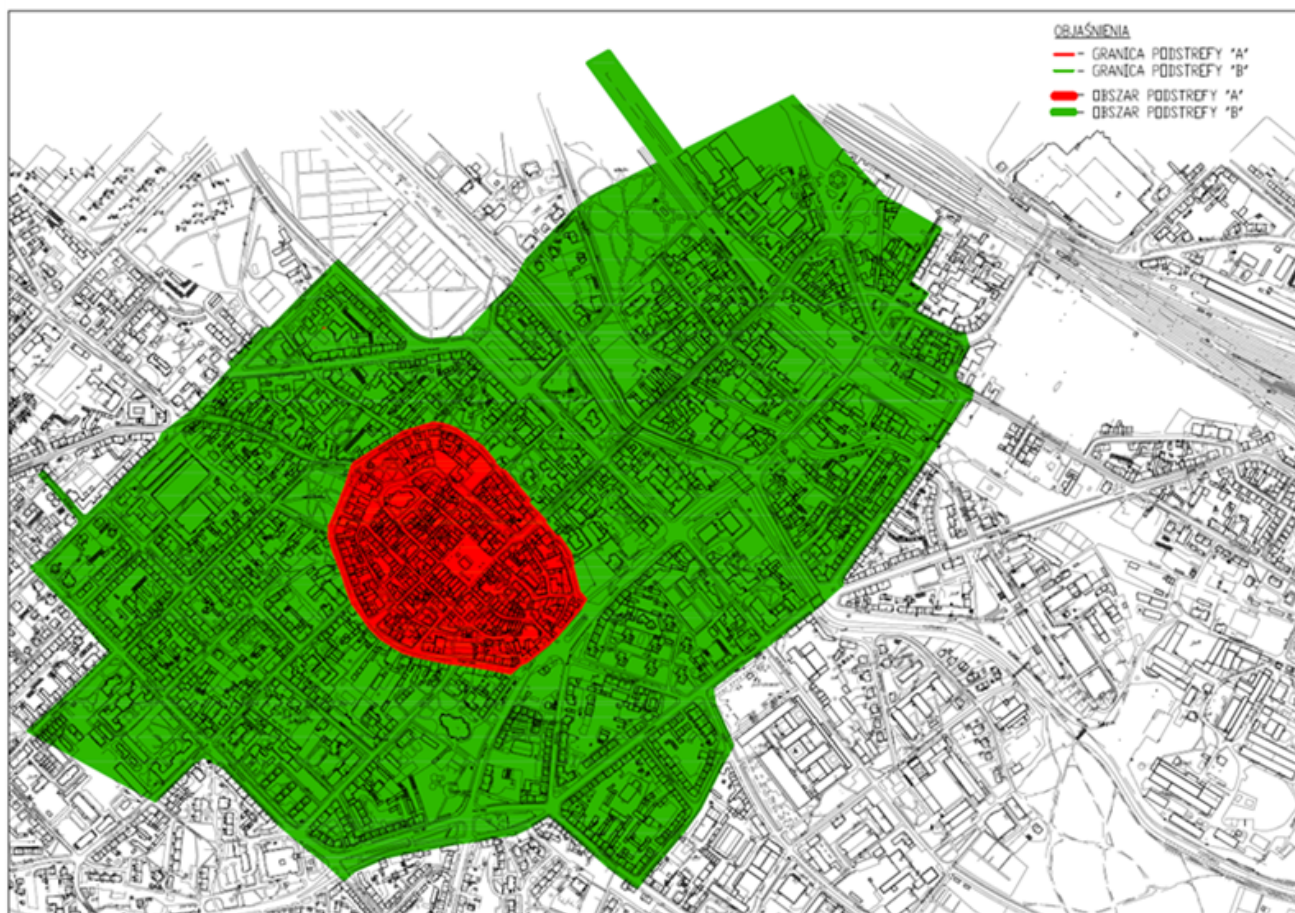 OBJAŚNIENIA
- GRANICA PODSTREFY "A"
- GRANICA PODSTREFY "B"
- OBSZAR PODSTREFY "A"
- OBSZAR PODSTREFY "B"